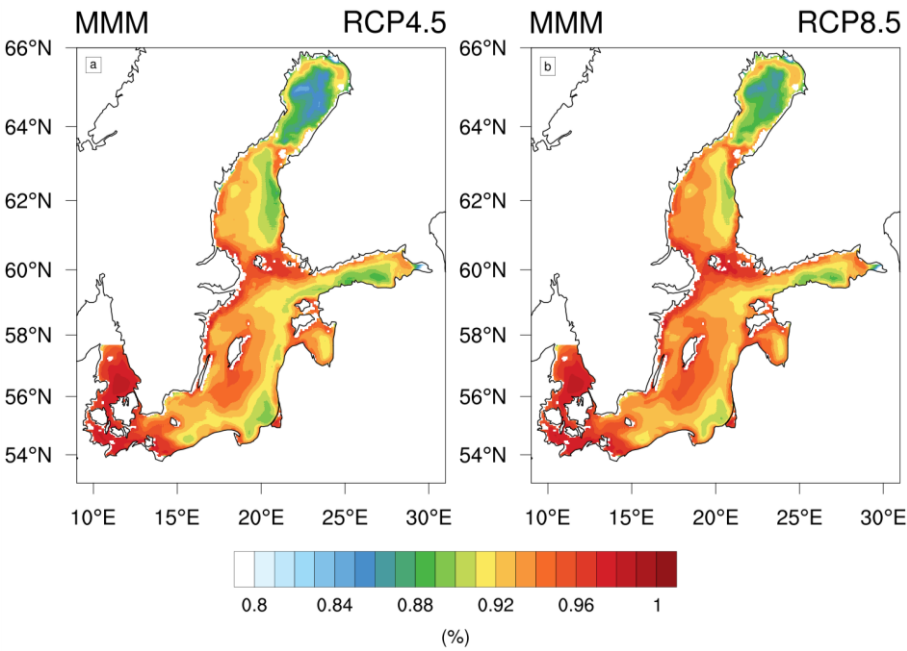 MMM RCP4.5 MMM RCP8.5
66°N 66°N
a b
64°N 64°N
62°N 62°N
60°N 60°N
58°N 58°N
56°N 56°N
54°N 54°N
10°E 15°E 20°E 25°E 30°E 10°E 15°E 20°E 25°E 30°E
0.8 0.84 0.88 0.92 0.96 1
(%)